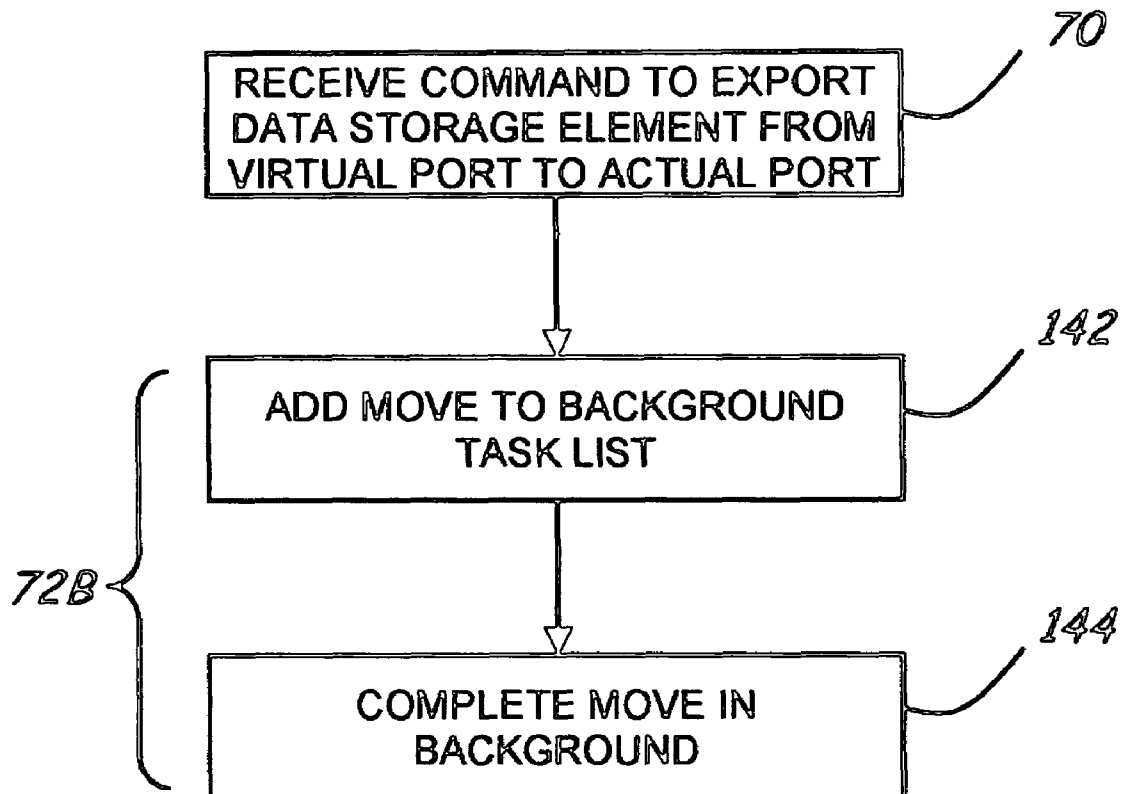 70
RECEIVE COMMAND TO EXPORT
DATA STORAGE ELEMENT FROM
VIRTUAL PORT TO ACTUAL PORT
142
ADD MOVE TO BACKGROUND
TASK LIST
72B
144
COMPLETE MOVE IN
BACKGROUND